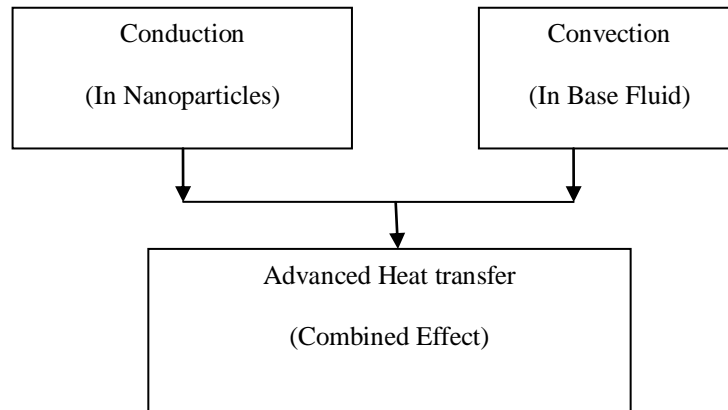 Conduction
(In Nanoparticles)
Convection
(In Base Fluid)
Advanced Heat transfer
(Combined Effect)